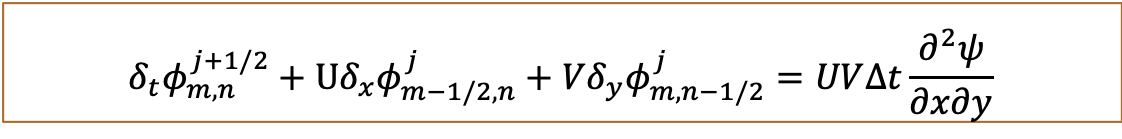 δ_t ϕ_{m,n}^{j+1/2} + Uδ_x ϕ_{m−1/2,n}^{j} + Vδ_y ϕ_{m,n−1/2}^{j} = UVΔt ∂²ψ/∂x∂y